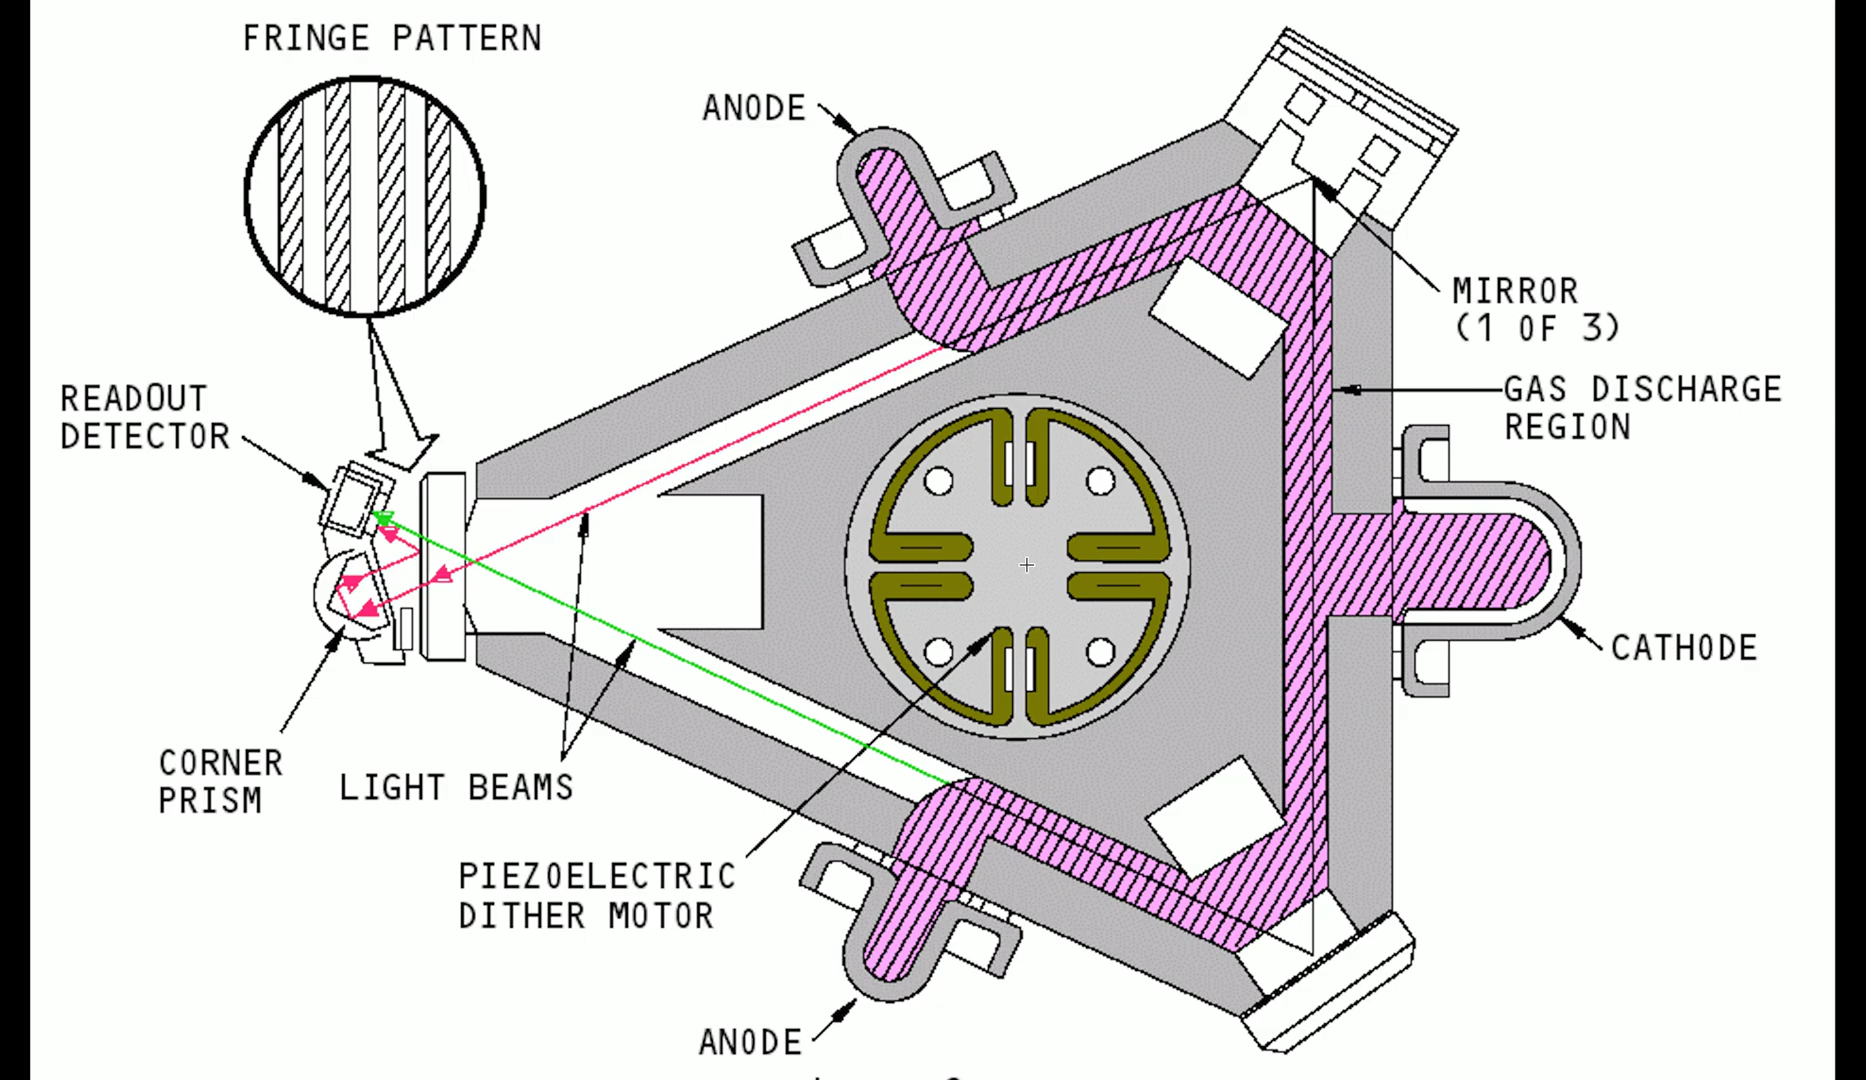 FRINGE PATTERN
ANODE
MIRROR
(1 OF 3)
READOUT
DETECTOR
GAS DISCHARGE
REGION
CATHODE
CORNER
PRISM
LIGHT BEAMS
PIEZOELECTRIC
DITHER MOTOR
ANODE